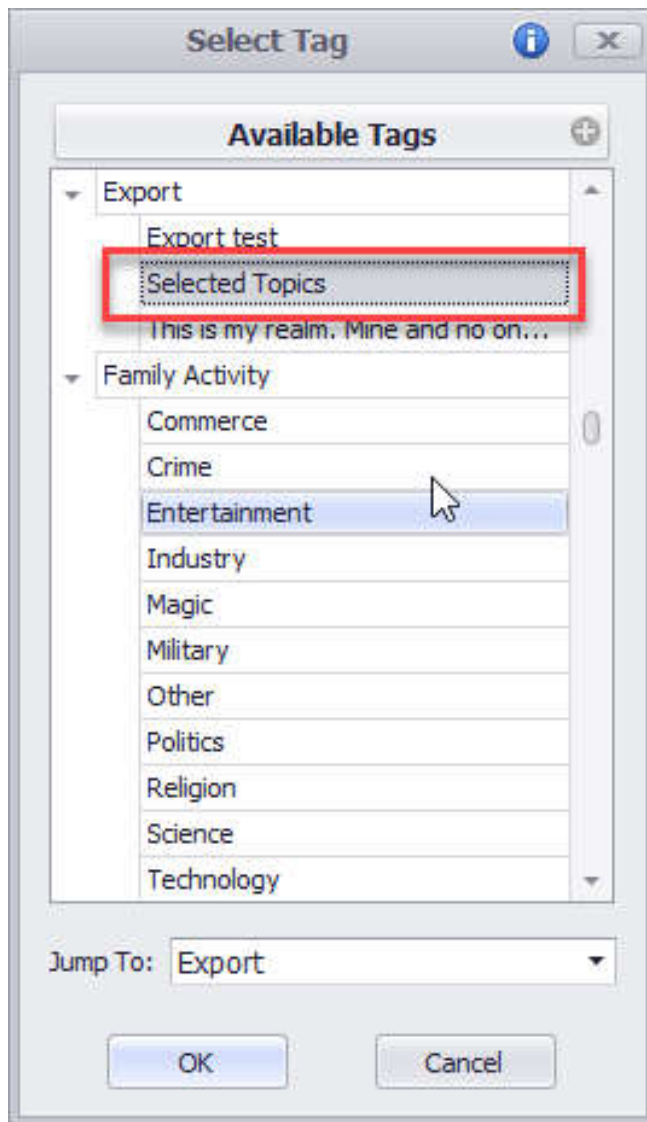 Select Tag
Available Tags
Export
Export test
Selected Topics
This is my realm. Mine and no on...
Family Activity
Commerce
Crime
Entertainment
Industry
Magic
Military
Other
Politics
Religion
Science
Technology
Jump To: Export
OK Cancel